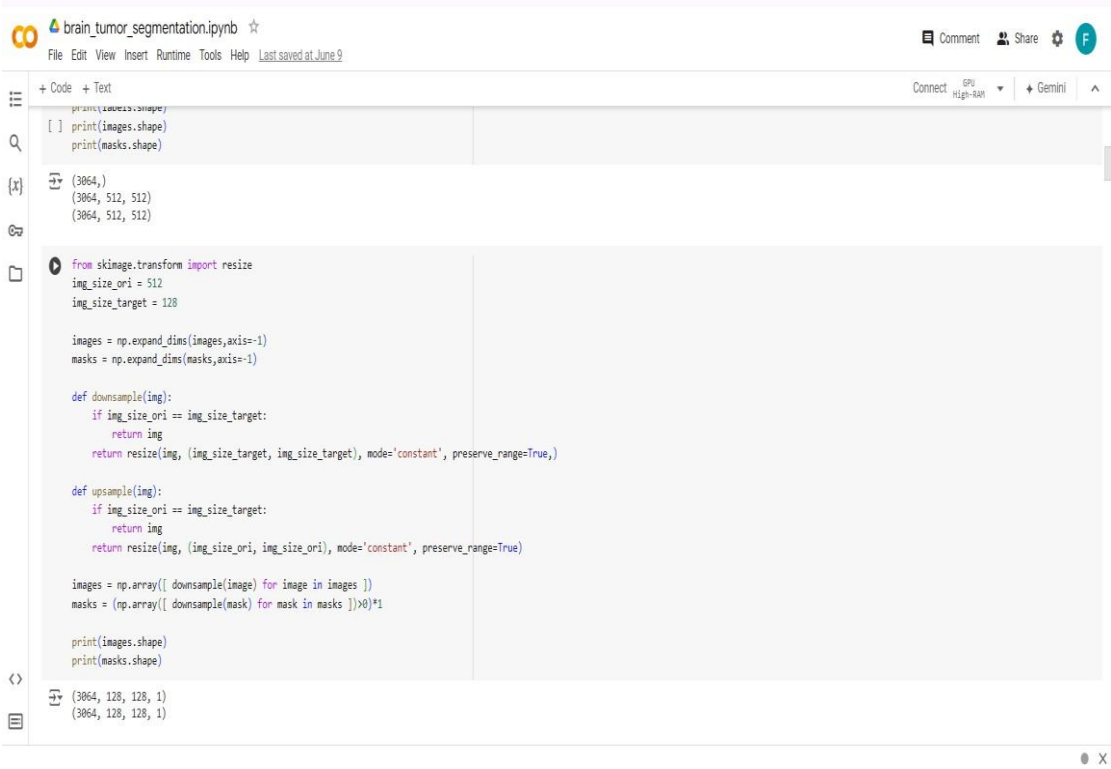 brain_tumor_segmentation.ipynb
File Edit View Insert Runtime Tools Help Last saved at June 9
Comment Share F
+ Code + Text
Connect GPU High-RAM Gemini
print(labels.shape)
[ ] print(images.shape)
print(masks.shape)
(3064,)
(3064, 512, 512)
(3064, 512, 512)
{x}
from skimage.transform import resize
img_size_ori = 512
img_size_target = 128
images = np.expand_dims(images,axis=-1)
masks = np.expand_dims(masks,axis=-1)
def downsample(img):
if img_size_ori == img_size_target:
return img
return resize(img, (img_size_target, img_size_target), mode='constant', preserve_range=True,)
def upsample(img):
if img_size_ori == img_size_target:
return img
return resize(img, (img_size_ori, img_size_ori), mode='constant', preserve_range=True)
images = np.array([ downsample(image) for image in images ])
masks = (np.array([ downsample(mask) for mask in masks ])>0)*1
print(images.shape)
print(masks.shape)
(3064, 128, 128, 1)
(3064, 128, 128, 1)